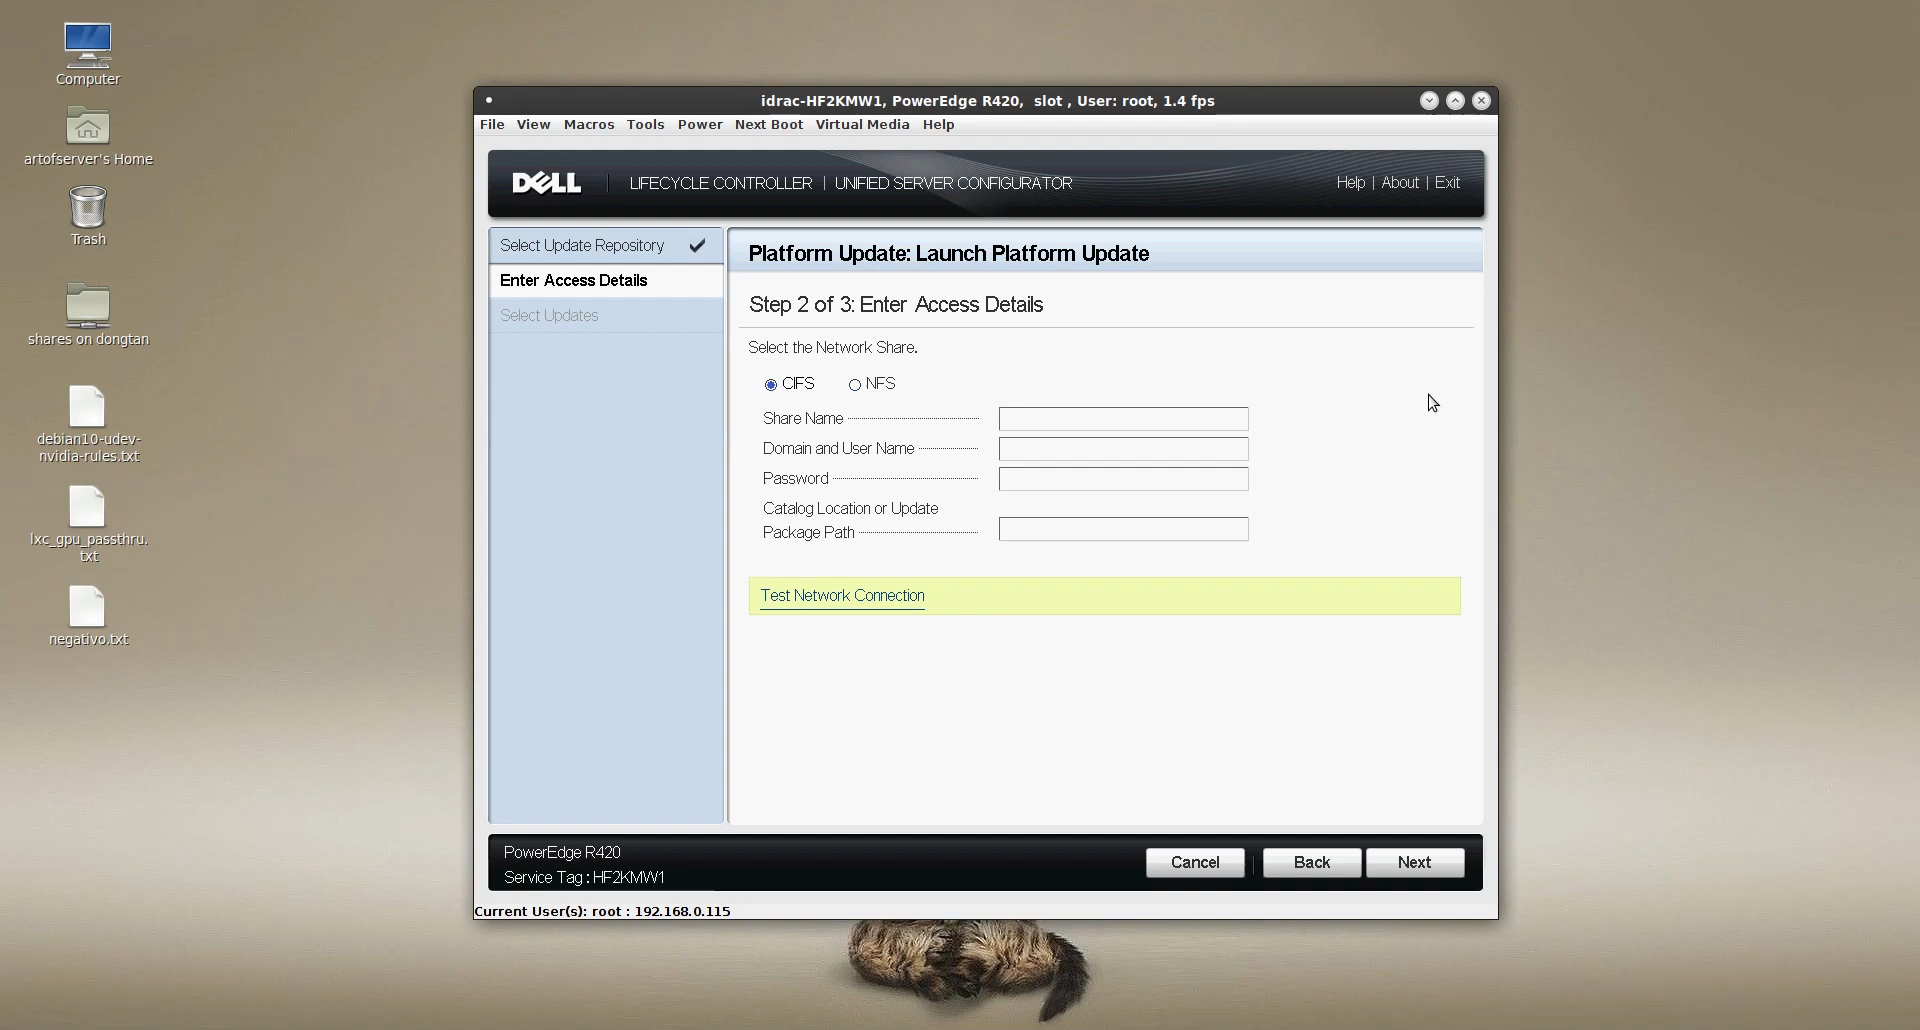 Computer
artofserver's Home
Trash
shares on dongtan
debian10-udev-
nvidia-rules.txt
lxc_gpu_passthru.
txt
negativo.txt
idrac-HF2KMW1, PowerEdge R420,  slot , User: root, 1.4 fps
File View Macros Tools Power Next Boot Virtual Media Help
DELL LIFECYCLE CONTROLLER | UNIFIED SERVER CONFIGURATOR Help | About | Exit
Select Update Repository
Enter Access Details
Select Updates
Platform Update: Launch Platform Update
Step 2 of 3: Enter Access Details
Select the Network Share.
CIFS NFS
Share Name
Domain and User Name
Password
Catalog Location or Update
Package Path
Test Network Connection
PowerEdge R420
Service Tag : HF2KMW1
Cancel Back Next
Current User(s): root : 192.168.0.115